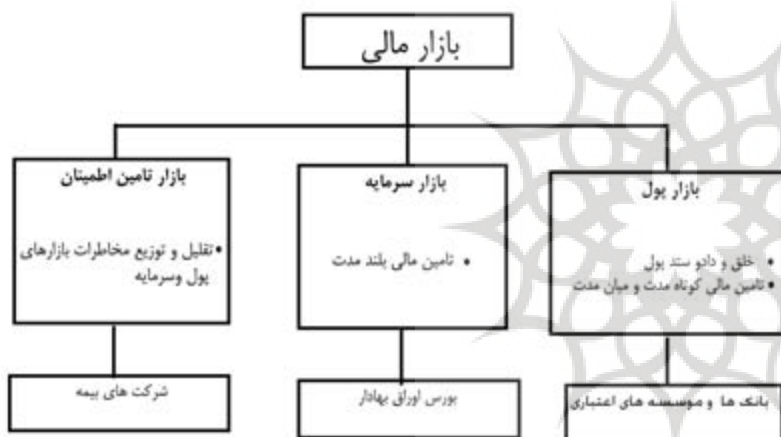 بازار مالی
بازار پول
• خلق و دادو ستد پول
• تامین مالی کوتاه مدت و میان مدت
بانک ها و موسسه های اعتباری
بازار سرمایه
• تامین مالی بلند مدت
بورس اوراق بهادار
بازار تامین اطمینان
• تقلیل و توزیع مخاطرات بازارهای
پول وسرمایه
شرکت های بیمه